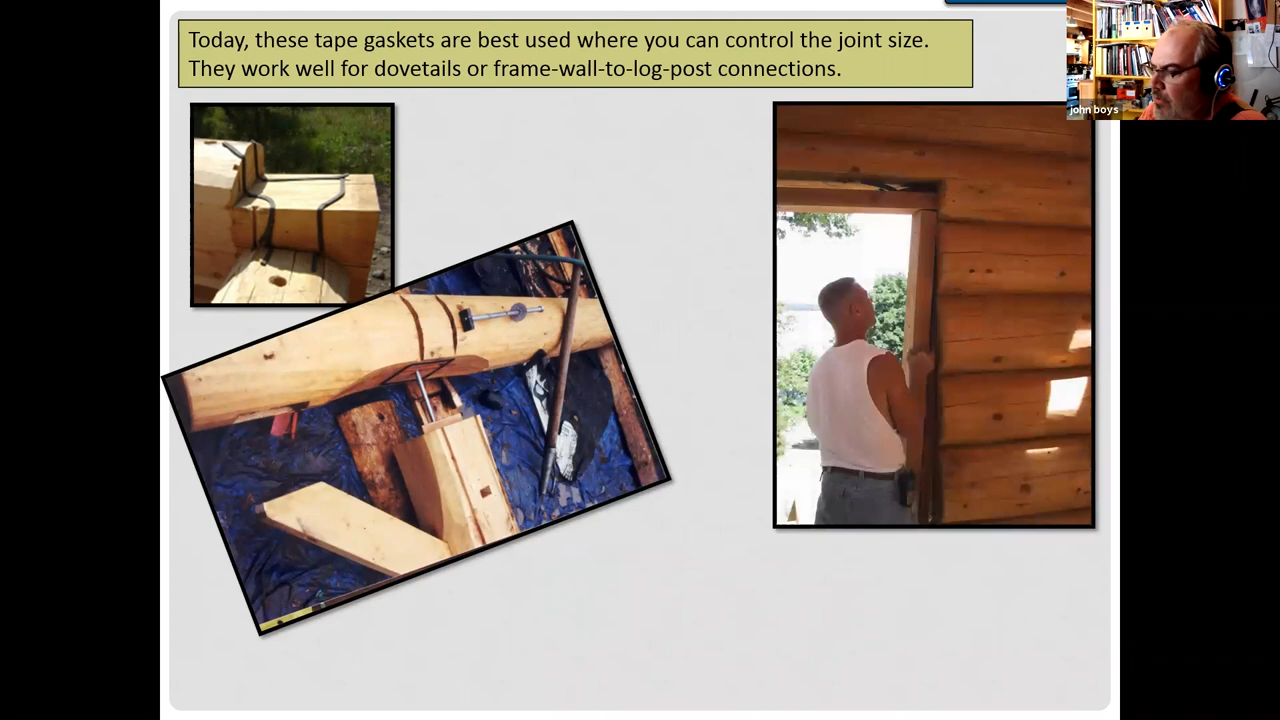 Today, these tape gaskets are best used where you can control the joint size.
They work well for dovetails or frame-wall-to-log-post connections.
john boys